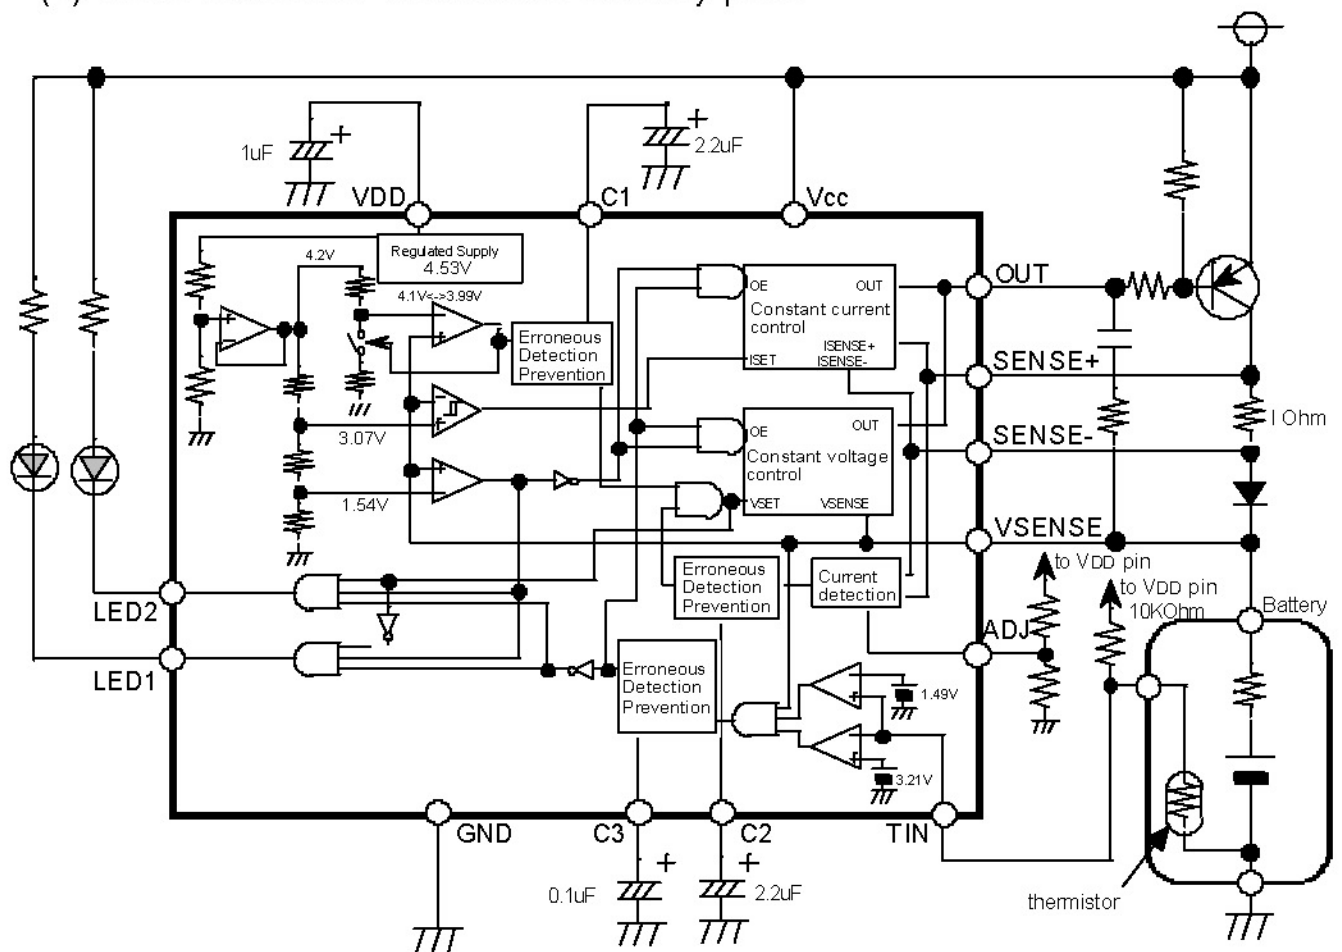 1uF
+
+
2.2uF
VDD
C1
Vcc
Regulated Supply
4.53V
4.2V
4.1V<->3.99V
OE
OUT
Constant current
control
ISENSE+
ISENSE-
ISET
OUT
Erroneous
Detection
Prevention
SENSE+
1 Ohm
3.07V
OE
OUT
Constant voltage
control
VSET
VSENSE
SENSE-
1.54V
VSENSE
to VDD pin
to VDD pin
10KOhm
Erroneous
Detection
Prevention
Current
detection
Battery
LED2
ADJ
LED1
Erroneous
Detection
Prevention
1.49V
3.21V
GND
C3
C2
TIN
+
+
0.1uF
2.2uF
thermistor